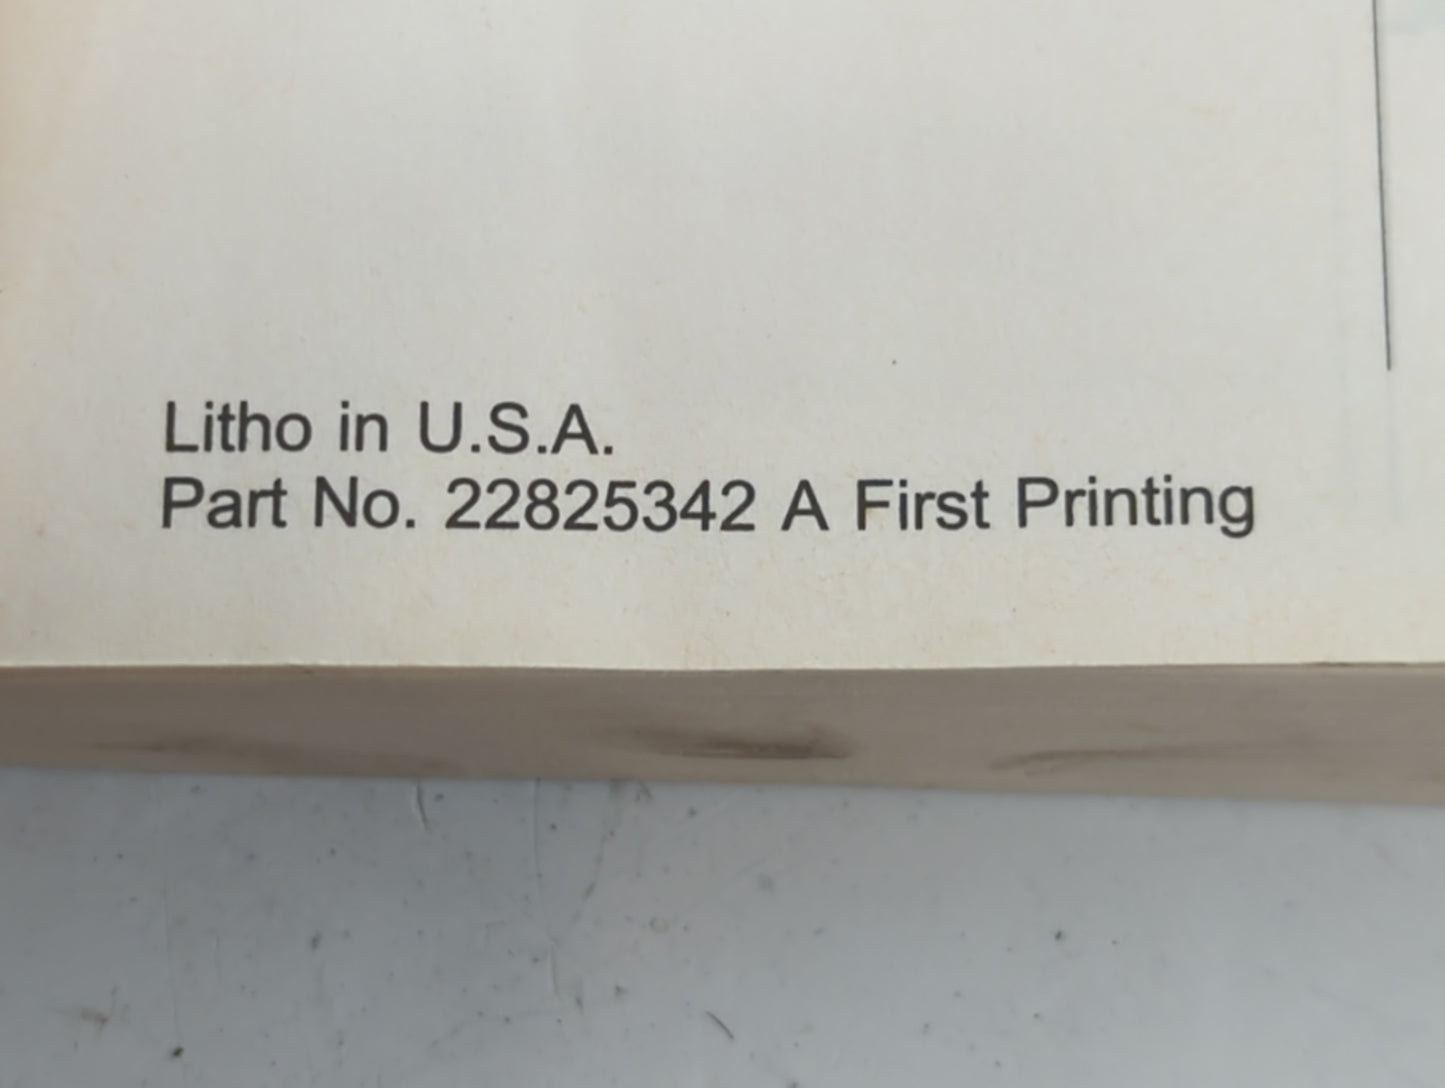 Litho in U.S.A.
Part No. 22825342 A First Printing